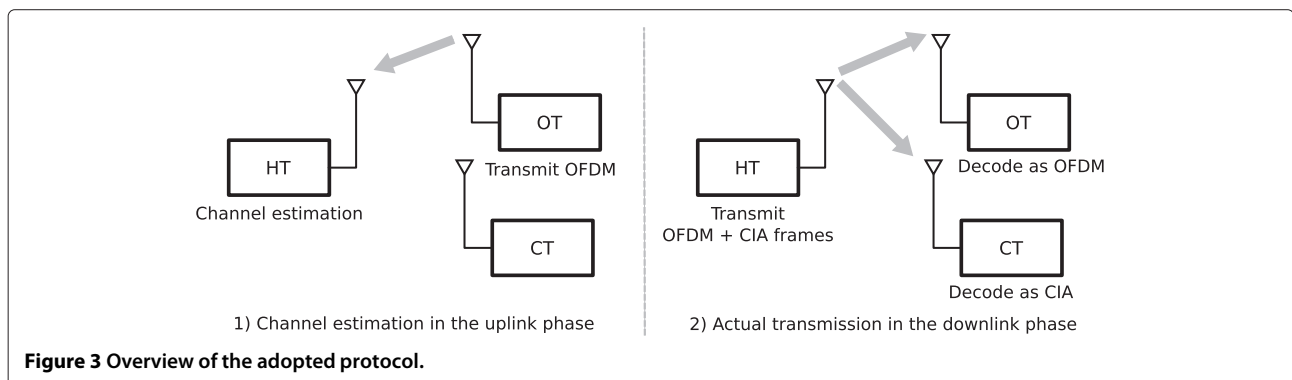 OT
HT
Transmit OFDM
Channel estimation
CT
1) Channel estimation in the uplink phase
OT
HT
Decode as OFDM
Transmit
OFDM + CIA frames
CT
Decode as CIA
2) Actual transmission in the downlink phase
Figure 3 Overview of the adopted protocol.